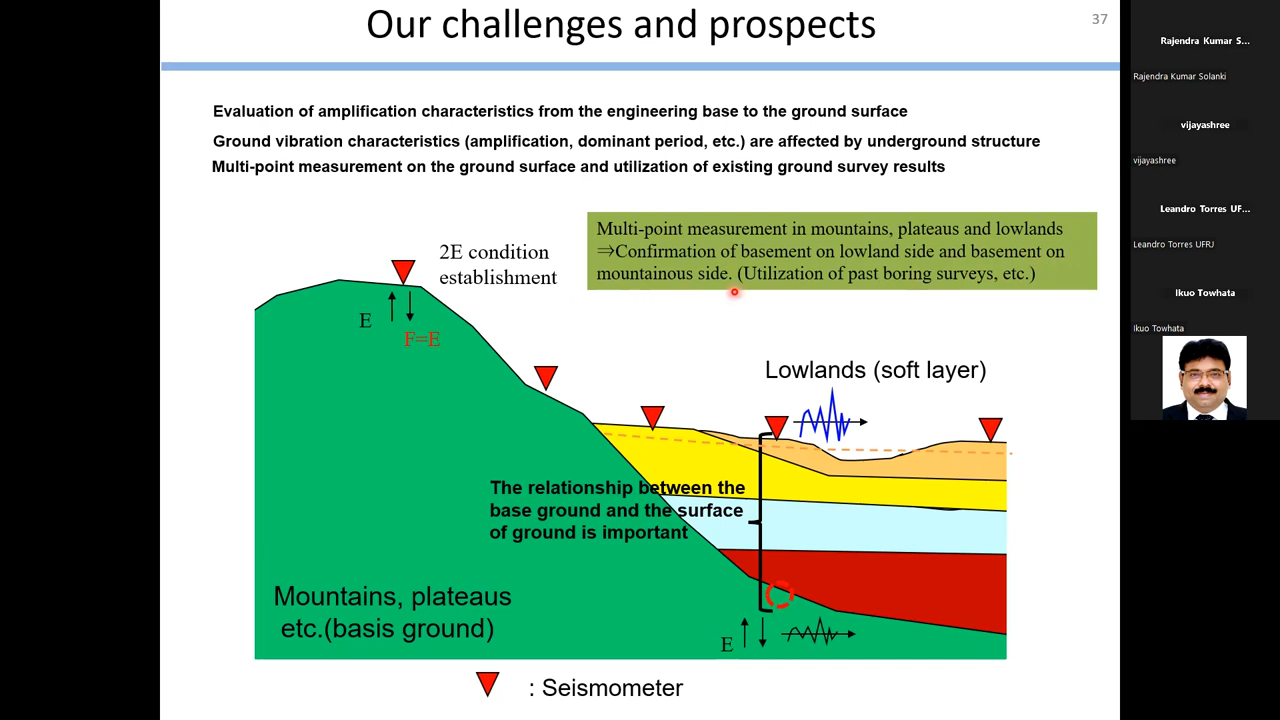 Our challenges and prospects
37
Evaluation of amplification characteristics from the engineering base to the ground surface
Ground vibration characteristics (amplification, dominant period, etc.) are affected by underground structure
Multi-point measurement on the ground surface and utilization of existing ground survey results
Multi-point measurement in mountains, plateaus and lowlands
⇒Confirmation of basement on lowland side and basement on
mountainous side. (Utilization of past boring surveys, etc.)
2E condition
establishment
E
F=E
Lowlands (soft layer)
The relationship between the
base ground and the surface
of ground is important
Mountains, plateaus
etc.(basis ground)
E
: Seismometer
Rajendra Kumar S...
Rajendra Kumar Solanki
vijayashree
vijayashree
Leandro Torres UF...
Leandro Torres UFRJ
Ikuo Towhata
Ikuo Towhata